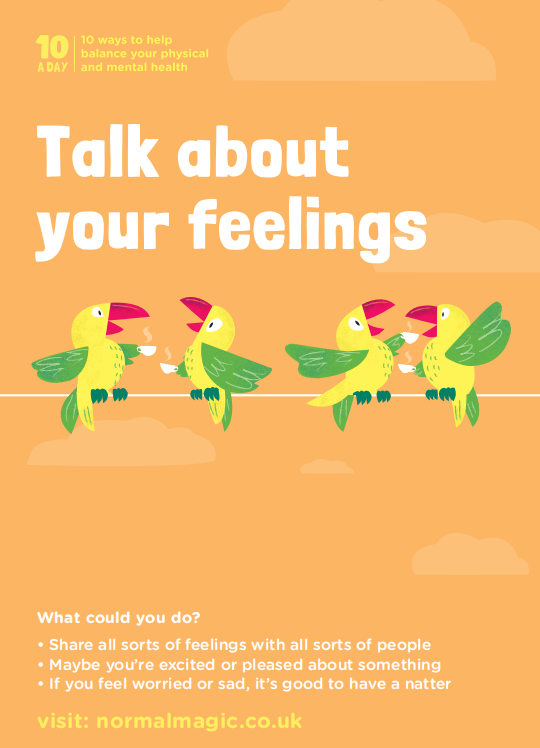 10
A DAY
10 ways to help
balance your physical
and mental health
Talk about
your feelings
What could you do?
• Share all sorts of feelings with all sorts of people
• Maybe you're excited or pleased about something
• If you feel worried or sad, it's good to have a natter
visit: normalmagic.co.uk